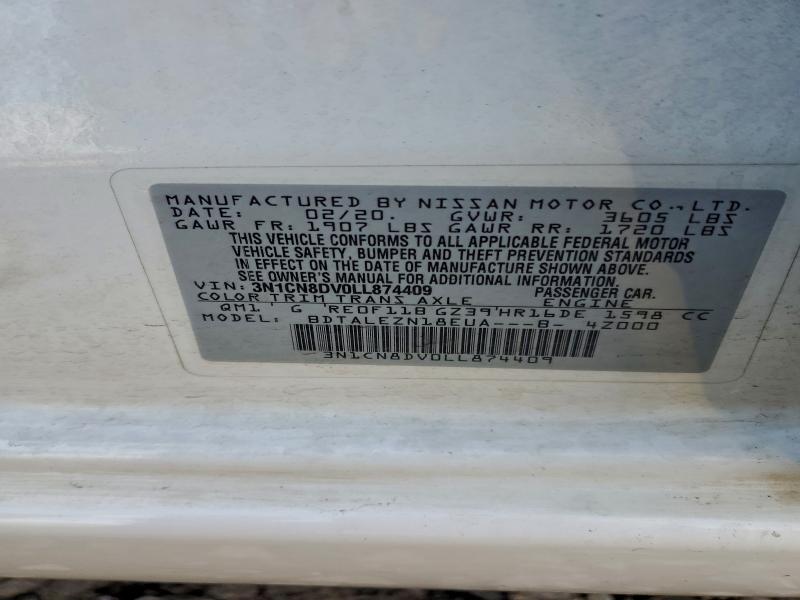 MANUFACTURED BY NISSAN MOTOR CO., LTD.
DATE: 02/20. GVWR: 3605 LBS
GAWR FR: 1907 LBS GAWR RR: 1720 LBS
THIS VEHICLE CONFORMS TO ALL APPLICABLE FEDERAL MOTOR
VEHICLE SAFETY, BUMPER AND THEFT PREVENTION STANDARDS
IN EFFECT ON THE DATE OF MANUFACTURE SHOWN ABOVE.
SEE OWNER'S MANUAL FOR ADDITIONAL INFORMATION.
VIN: 3N1CN8DV0LL874409 PASSENGER CAR.
COLOR TRIM TRANS AXLE ENGINE
QM1 ' G 'RE0F11B GZ39'HR16DE 1598 CC
BDTALEZN18EUA---B- 4Z000
3N1CN8DV0LL874409